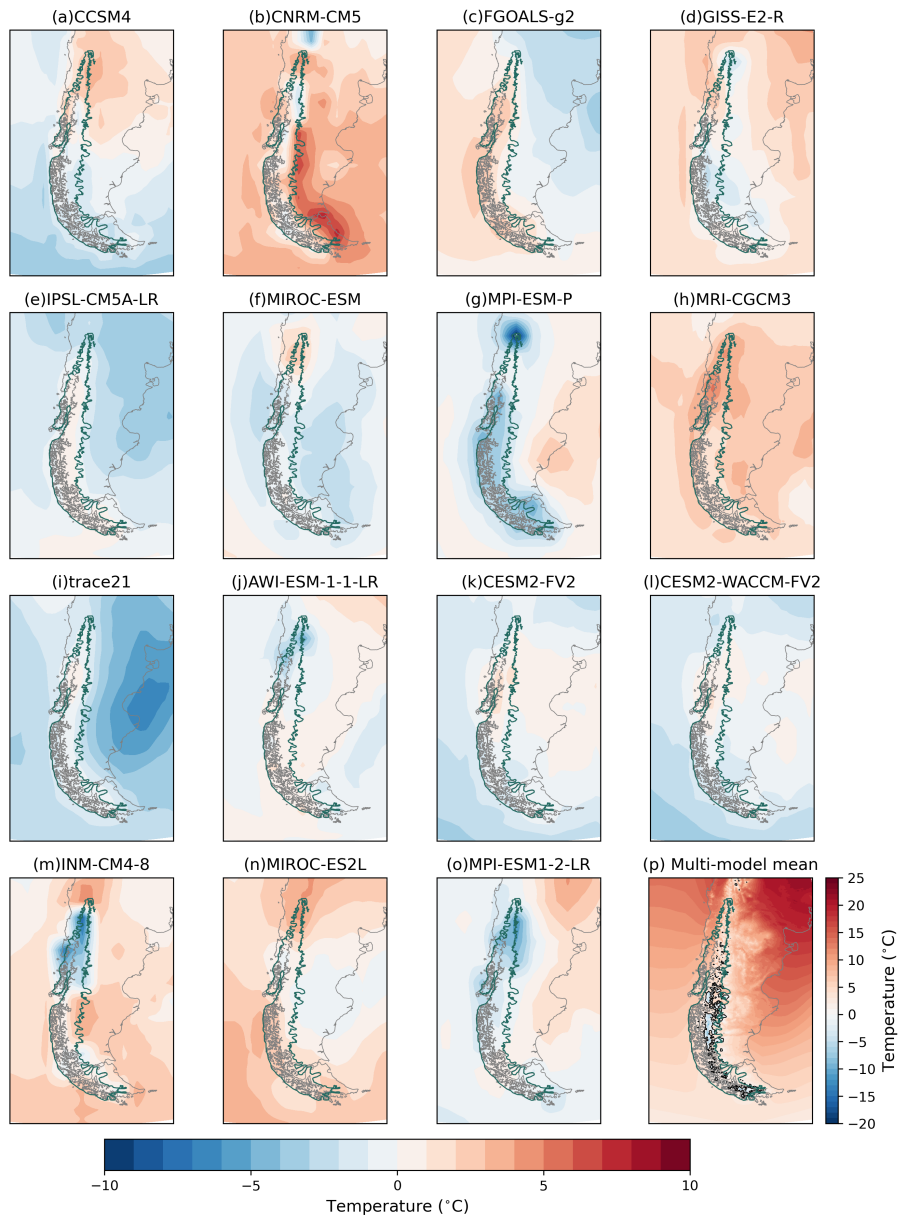 (a)CCSM4
(b)CNRM-CM5
(c)FGOALS-g2
(d)GISS-E2-R
(e)IPSL-CM5A-LR
(f)MIROC-ESM
(g)MPI-ESM-P
(h)MRI-CGCM3
(i)trace21
(j)AWI-ESM-1-1-LR
(k)CESM2-FV2
(l)CESM2-WACCM-FV2
(m)INM-CM4-8
(n)MIROC-ES2L
(o)MPI-ESM1-2-LR
(p) Multi-model mean
25
20
15
10
5
0
−5
−10
−15
−20
Temperature (°C)
−10 −5 0 5 10
Temperature (°C)